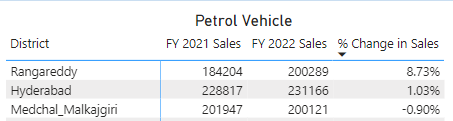 Petrol Vehicle
District FY 2021 Sales FY 2022 Sales % Change in Sales
Rangareddy 184204 200289 8.73%
Hyderabad 228817 231166 1.03%
Medchal_Malkajgiri 201947 200121 -0.90%